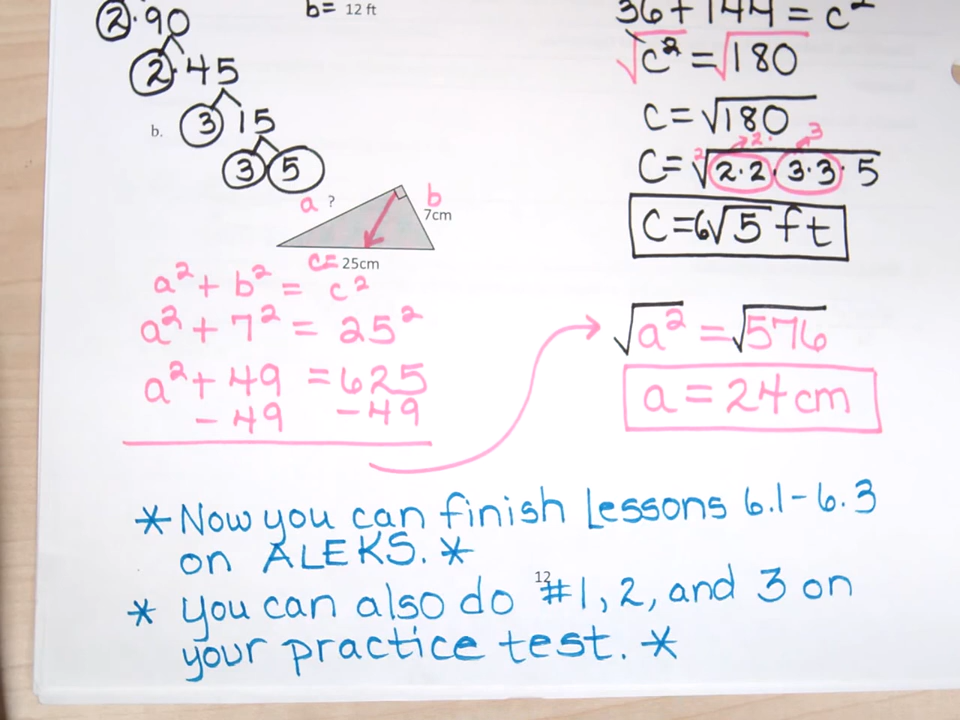 ②·90
b= 12 ft
36+144 = c²
②·45
√c² = √180
③ 15
b.
c = √180
③ ⑤
2 3
c = ²√2·2·3·3·5
a ?
b
7cm
c = 6√5 ft
c= 25cm
a² + b² = c²
a² + 7² = 25²
√a² = √576
a² + 49 = 625
a = 24 cm
- 49 - 49
* Now you can finish Lessons 6.1-6.3
on ALEKS. *
12
* You can also do #1, 2, and 3 on
your practice test. *